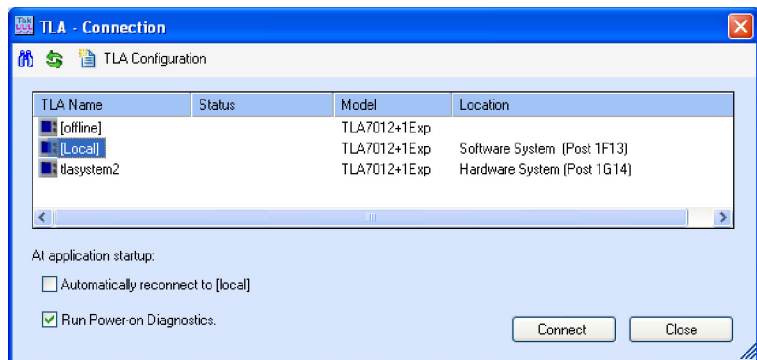 TLA - Connection
TLA Configuration
TLA Name Status Model Location
[offline] TLA7012+1Exp
[Local] TLA7012+1Exp Software System (Post 1F13)
tlasystem2 TLA7012+1Exp Hardware System (Post 1G14)
At application startup:
Automatically reconnect to [local]
Run Power-on Diagnostics.
Connect Close